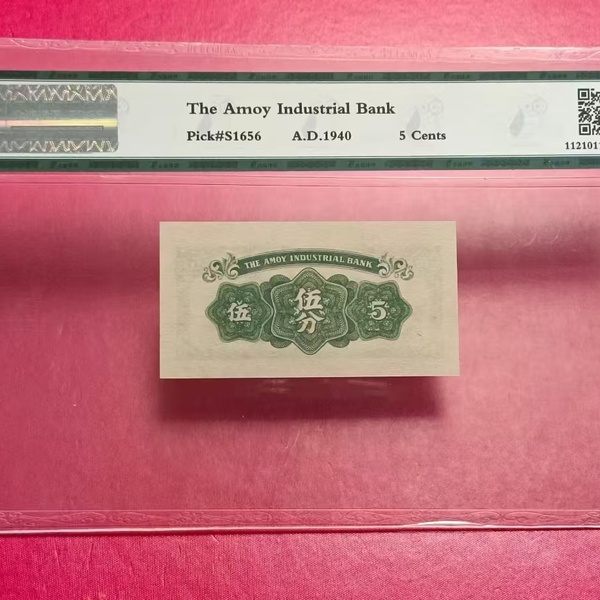 The Amoy Industrial Bank
Pick#S1656 A.D.1940 5 Cents
THE AMOY INDUSTRIAL BANK
伍 伍分 5